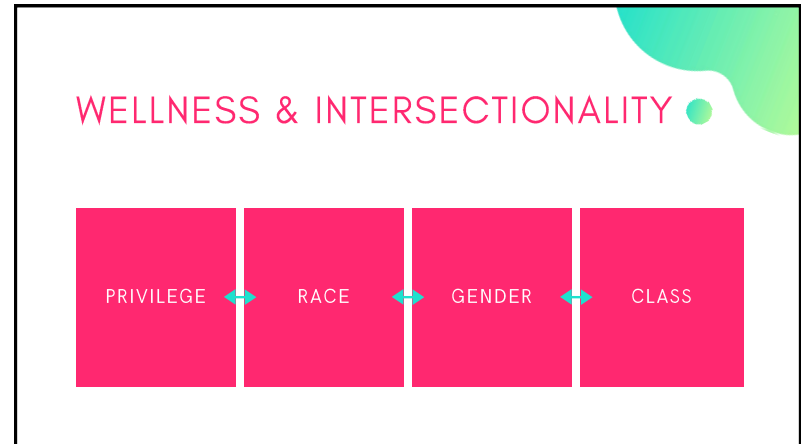 WELLNESS & INTERSECTIONALITY
PRIVILEGE
RACE
GENDER
CLASS